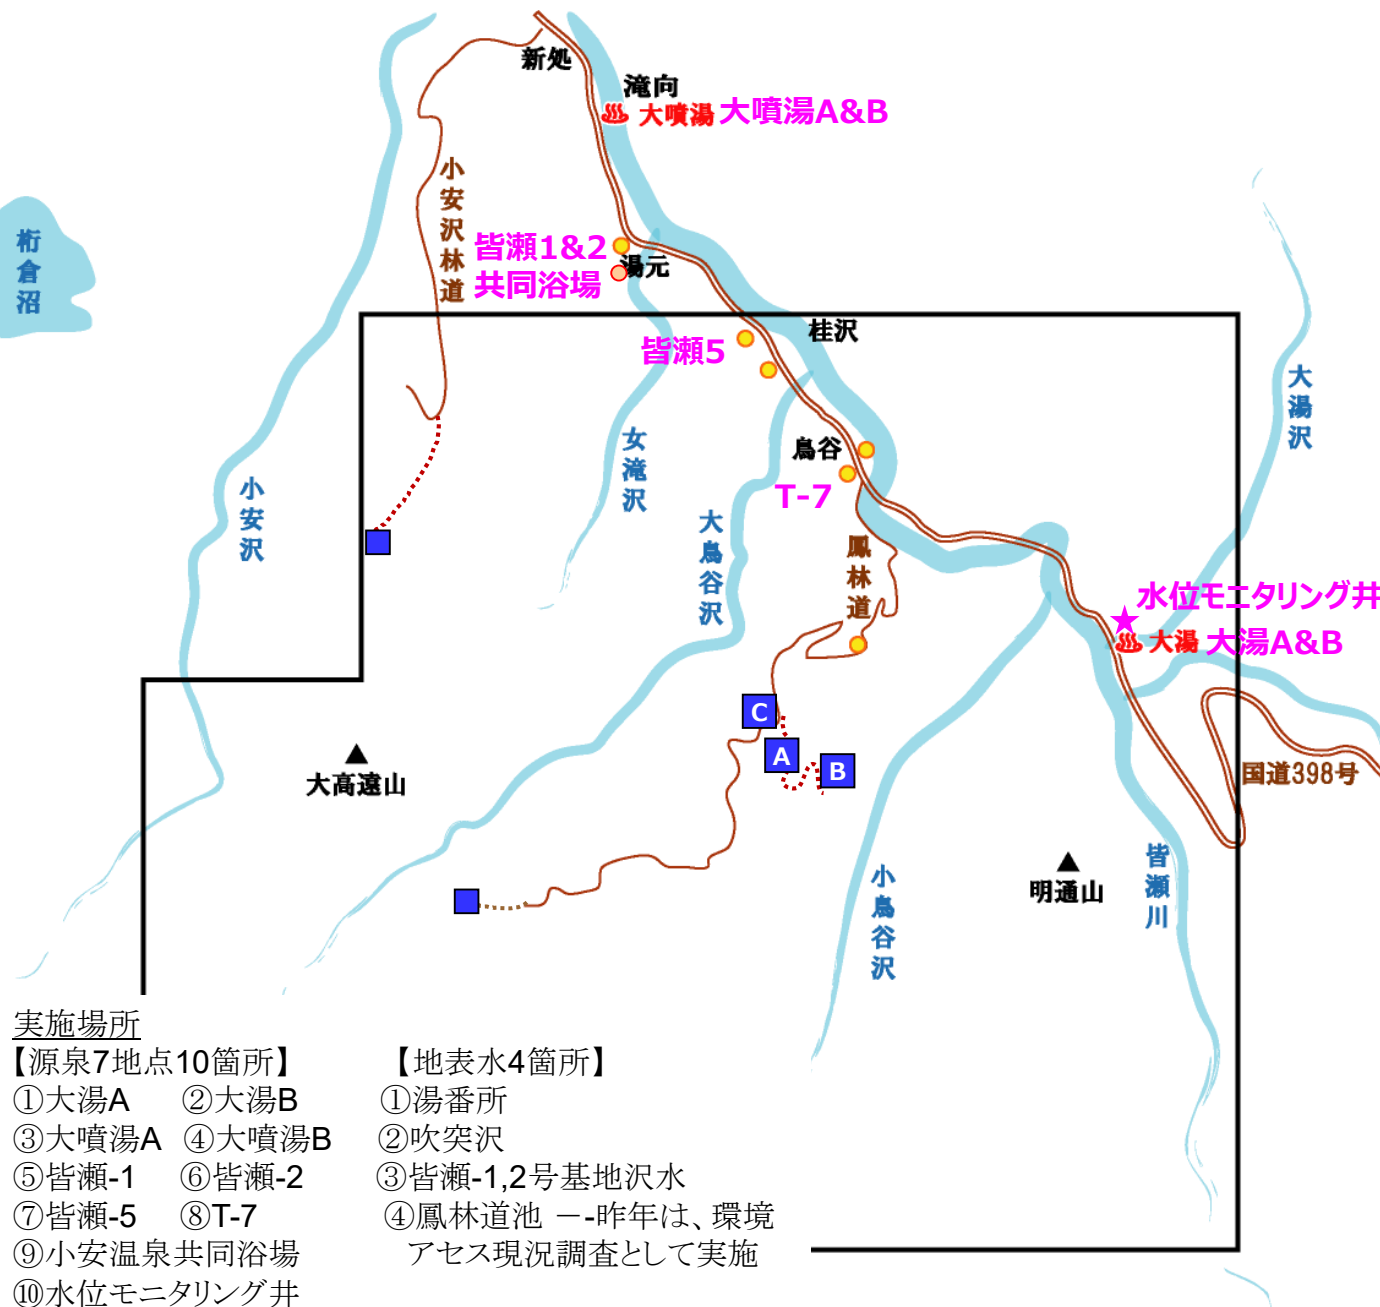 新処
滝向
大噴湯 大噴湯A&B
小安沢林道
桁倉沼
皆瀬1&2
湯元
共同浴場
桂沢
皆瀬5
大湯沢
女滝沢
鳥谷
T-7
小安沢
大鳥谷沢
鳳林道
水位モニタリング井
大湯 大湯A&B
C
A
B
大高遠山
国道398号
皆瀬川
明通山
小鳥谷沢
実施場所
【源泉7地点10箇所】 【地表水4箇所】
①大湯A ②大湯B ①湯番所
③大噴湯A ④大噴湯B ②吹突沢
⑤皆瀬-1 ⑥皆瀬-2 ③皆瀬-1,2号基地沢水
⑦皆瀬-5 ⑧T-7 ④鳳林道池 －-昨年は、環境
⑨小安温泉共同浴場 アセス現況調査として実施
⑩水位モニタリング井